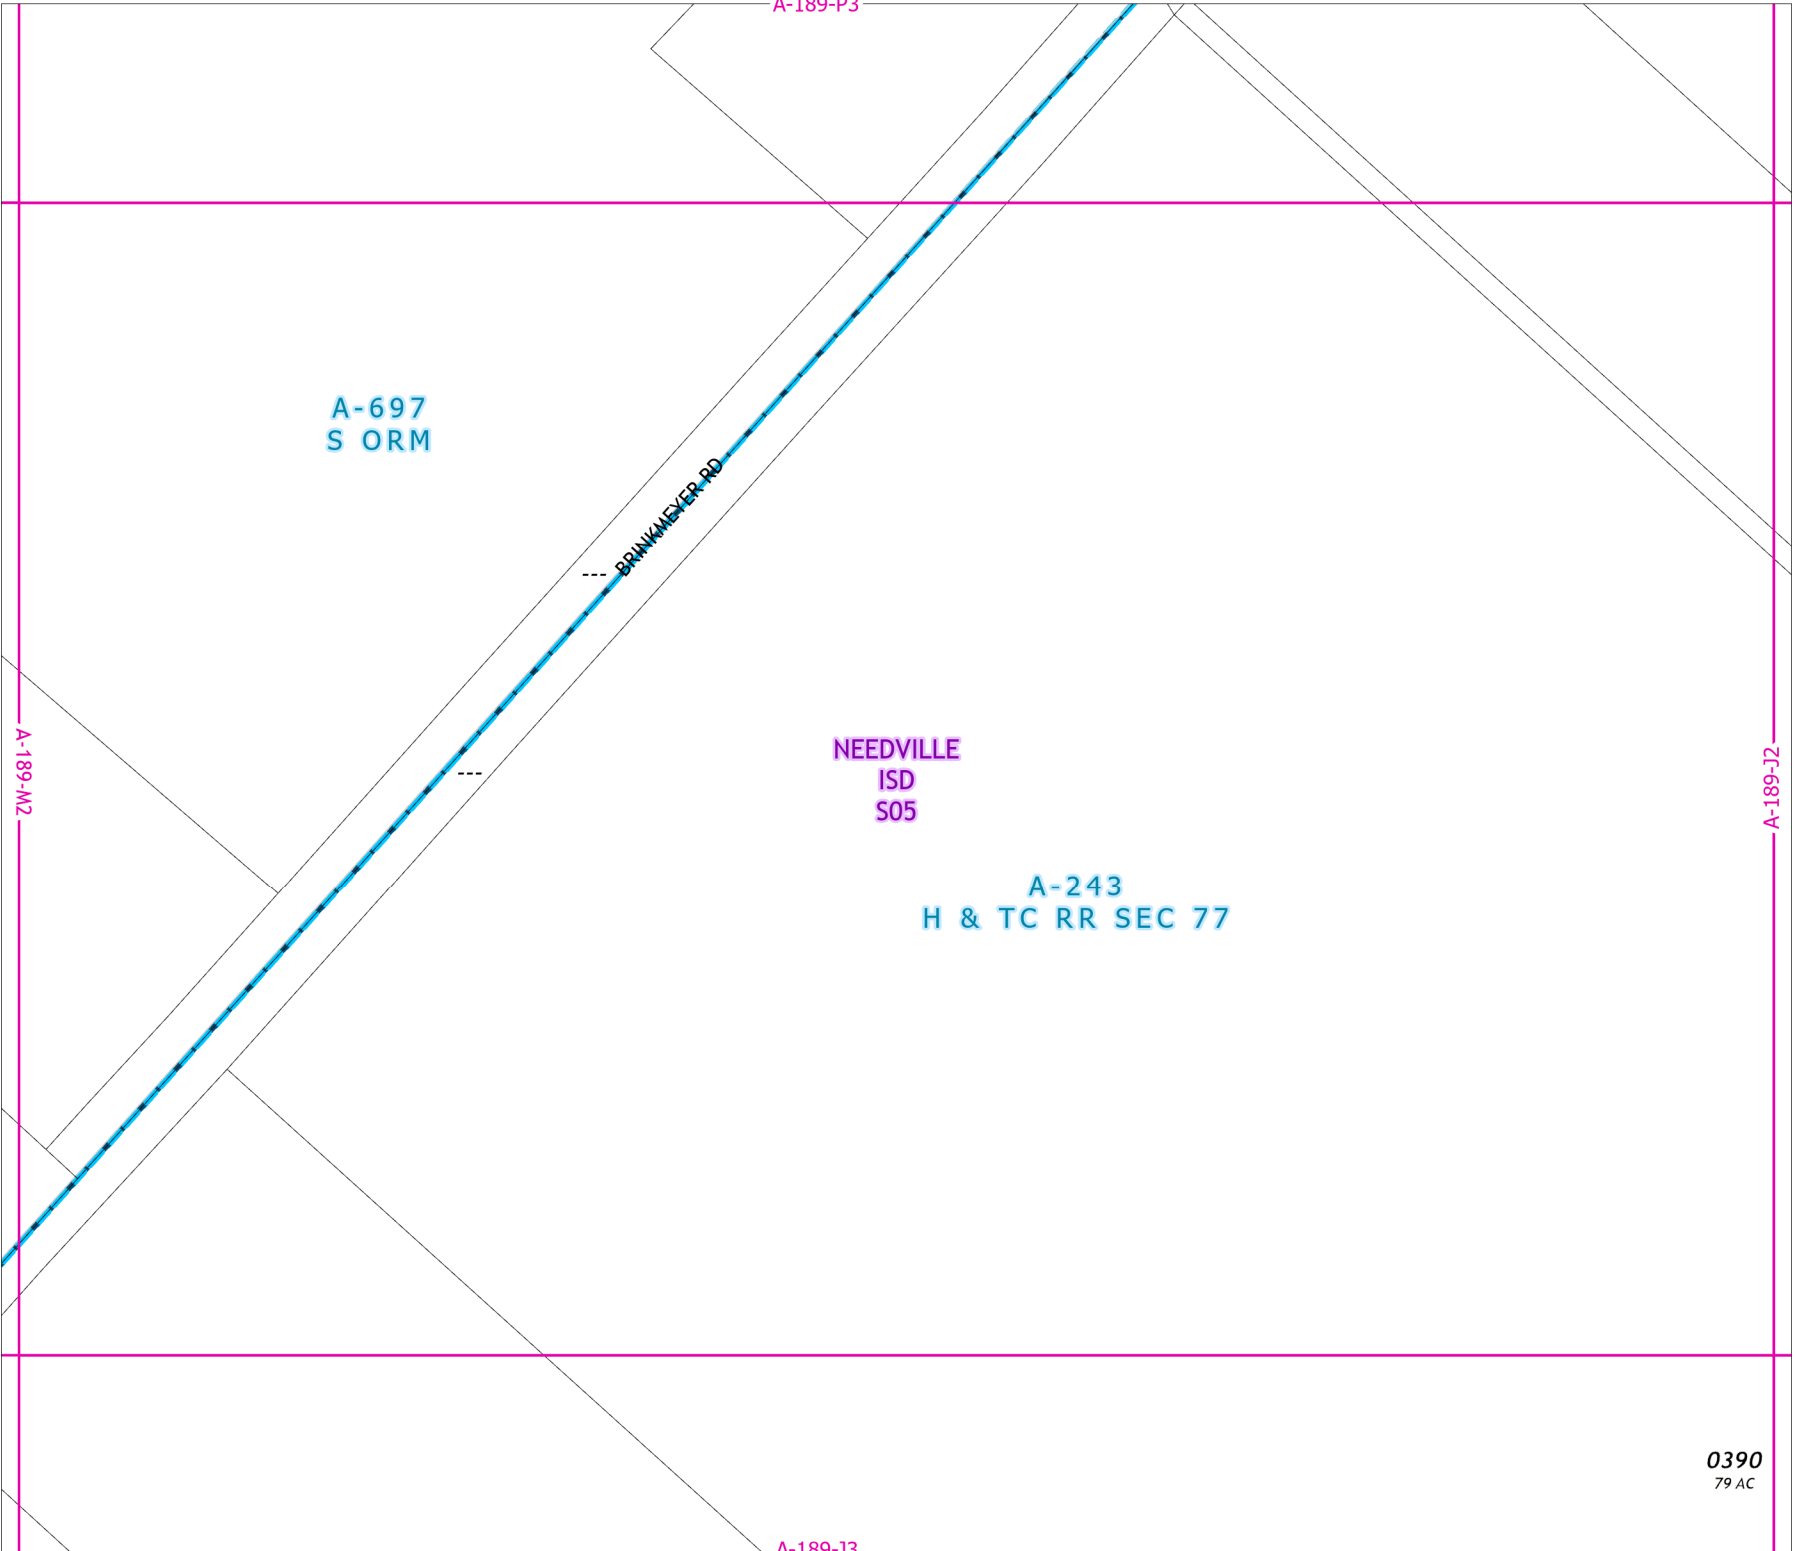 A-189-P3
A-697
S ORM
BRINKMEYER RD
---
---
A-189-M2
NEEDVILLE
ISD
S05
A-189-J2
A-243
H & TC RR SEC 77
0390
79 AC
A-189-J3